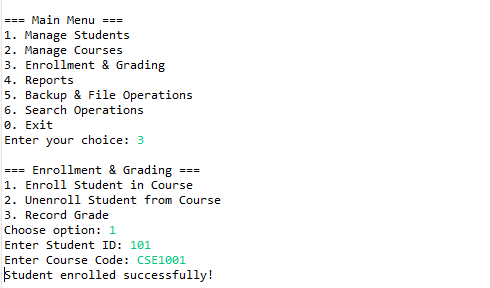 === Main Menu ===
1. Manage Students
2. Manage Courses
3. Enrollment & Grading
4. Reports
5. Backup & File Operations
6. Search Operations
0. Exit
Enter your choice: 3
=== Enrollment & Grading ===
1. Enroll Student in Course
2. Unenroll Student from Course
3. Record Grade
Choose option: 1
Enter Student ID: 101
Enter Course Code: CSE1001
Student enrolled successfully!